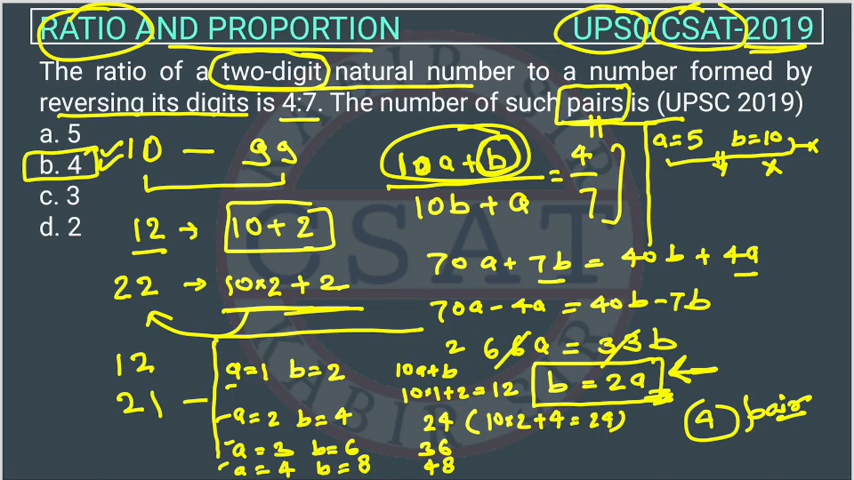 RATIO AND PROPORTION UPSC CSAT-2019
The ratio of a two-digit natural number to a number formed by
reversing its digits is 4:7. The number of such pairs is (UPSC 2019)
a. 5
b. 4
c. 3
d. 2
10 — 99
12 → 10+2
22 → 10×2+2
12
21 —
a=1 b=2
a=2 b=4
a=3 b=6
a=4 b=8
10a+b / 10b+a = 4/7
70a+7b = 40b+4a
70a-4a = 40b-7b
2 66a = 33b
b = 2a
10a+b
10×1+2=12
24 (10×2+4=24)
36
48
a=5 b=10 ×
×
4 pair
CSAT
KABIR